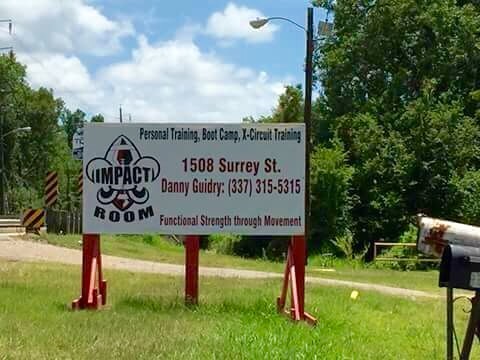 Personal Training, Boot Camp, X-Circuit Training
IMPACT
ROOM
1508 Surrey St.
Danny Guidry: (337) 315-5315
Functional Strength through Movement